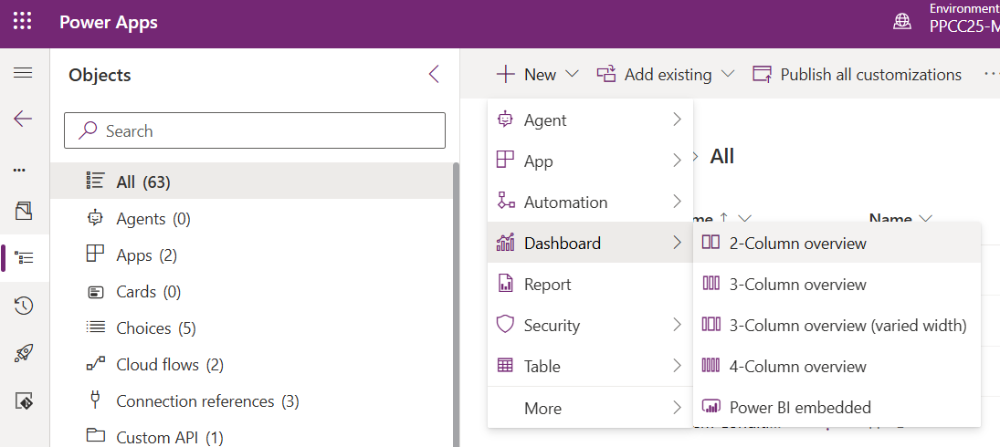 Power Apps
Environment
PPCC25-M
Objects
New
Add existing
Publish all customizations
...
Search
All (63)
Agents (0)
Apps (2)
Cards (0)
Choices (5)
Cloud flows (2)
Connection references (3)
Custom API (1)
Agent
App
Automation
Dashboard
Report
Security
Table
More
All
me ↑
Name
2-Column overview
3-Column overview
3-Column overview (varied width)
4-Column overview
Power BI embedded